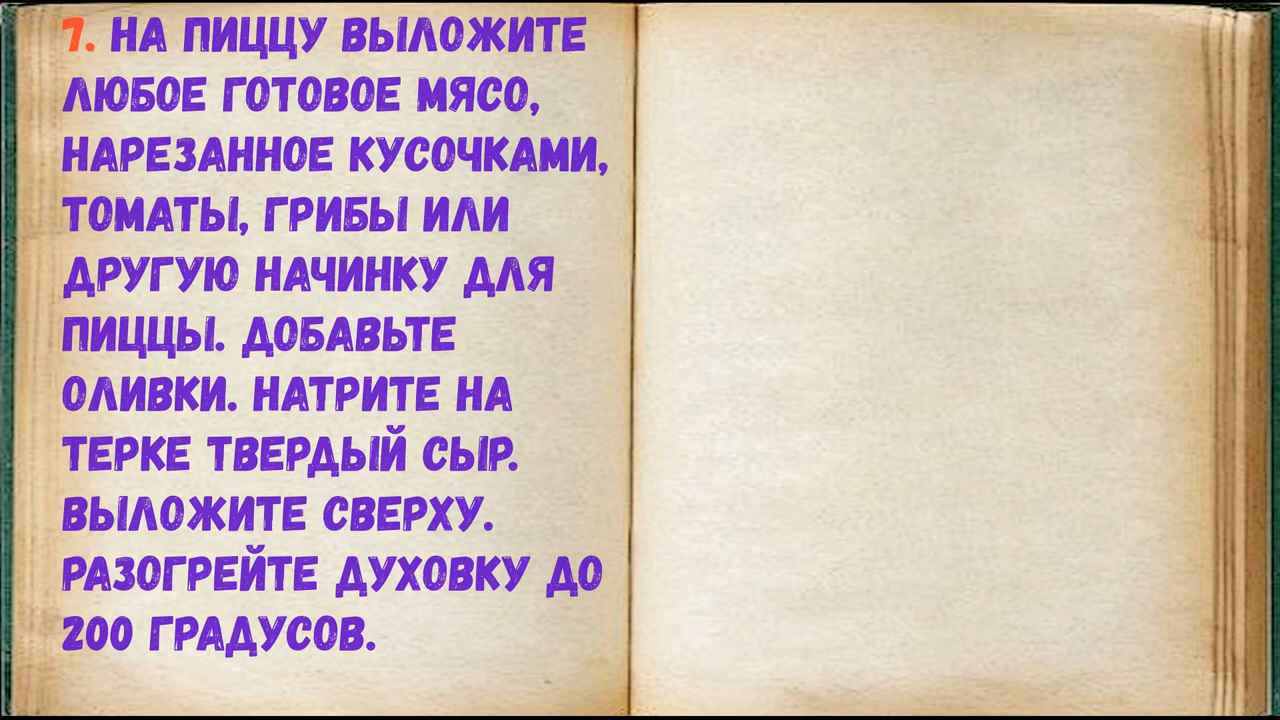 7. НА ПИЦЦУ ВЫЛОЖИТЕ
ЛЮБОЕ ГОТОВОЕ МЯСО,
НАРЕЗАННОЕ КУСОЧКАМИ,
ТОМАТЫ, ГРИБЫ ИЛИ
ДРУГУЮ НАЧИНКУ ДЛЯ
ПИЦЦЫ. ДОБАВЬТЕ
ОЛИВКИ. НАТРИТЕ НА
ТЕРКЕ ТВЕРДЫЙ СЫР.
ВЫЛОЖИТЕ СВЕРХУ.
РАЗОГРЕЙТЕ ДУХОВКУ ДО
200 ГРАДУСОВ.